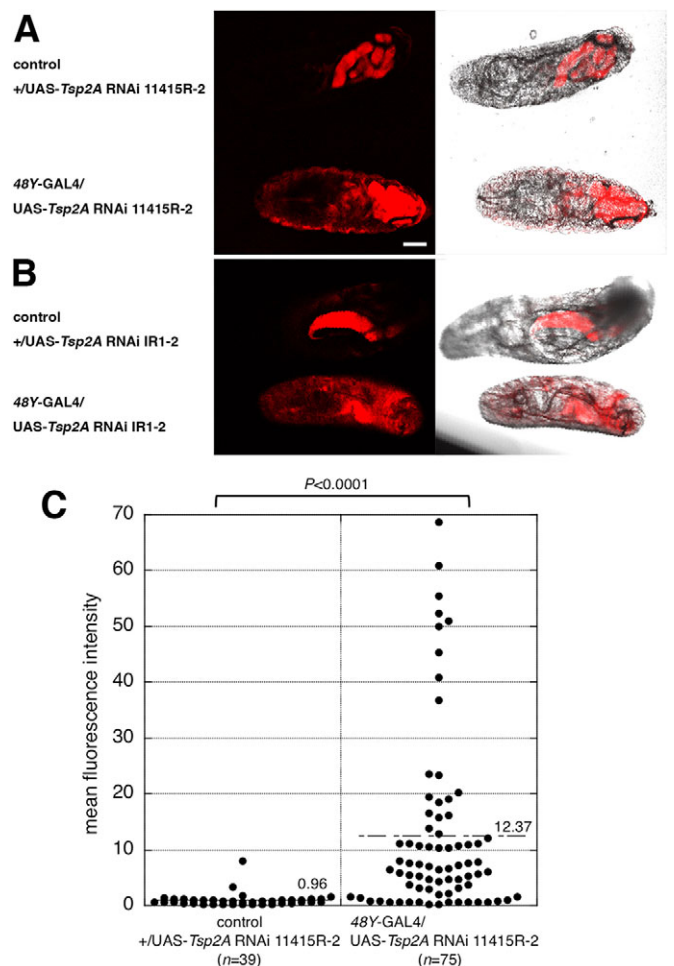 A
control
+/UAS-Tsp2A RNAi 11415R-2
48Y-GAL4/
UAS-Tsp2A RNAi 11415R-2
B
control
+/UAS-Tsp2A RNAi IR1-2
48Y-GAL4/
UAS-Tsp2A RNAi IR1-2
C
P<0.0001
mean fluorescence intensity
70
60
50
40
30
20
10
0
0.96
12.37
control
+/UAS-Tsp2A RNAi 11415R-2
(n=39)
48Y-GAL4/
UAS-Tsp2A RNAi 11415R-2
(n=75)